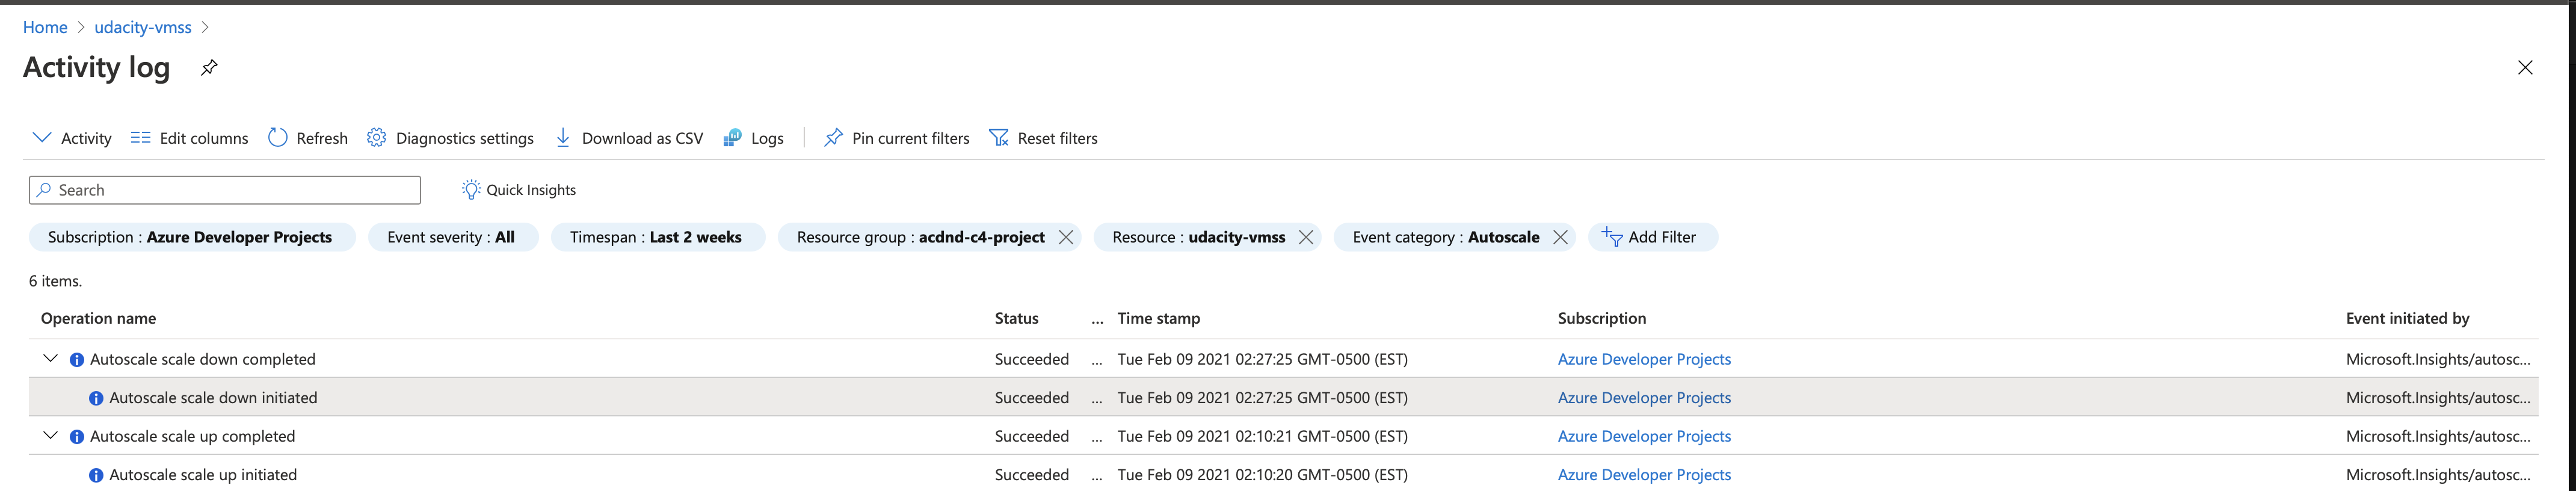 Home > udacity-vmss >
Activity log
Activity Edit columns Refresh Diagnostics settings Download as CSV Logs Pin current filters Reset filters
Search Quick Insights
Subscription : Azure Developer Projects Event severity : All Timespan : Last 2 weeks Resource group : acdnd-c4-project Resource : udacity-vmss Event category : Autoscale Add Filter
6 items.
Operation name Status ... Time stamp Subscription Event initiated by
Autoscale scale down completed Succeeded ... Tue Feb 09 2021 02:27:25 GMT-0500 (EST) Azure Developer Projects Microsoft.Insights/autosc...
Autoscale scale down initiated Succeeded ... Tue Feb 09 2021 02:27:25 GMT-0500 (EST) Azure Developer Projects Microsoft.Insights/autosc...
Autoscale scale up completed Succeeded ... Tue Feb 09 2021 02:10:21 GMT-0500 (EST) Azure Developer Projects Microsoft.Insights/autosc...
Autoscale scale up initiated Succeeded ... Tue Feb 09 2021 02:10:20 GMT-0500 (EST) Azure Developer Projects Microsoft.Insights/autosc...